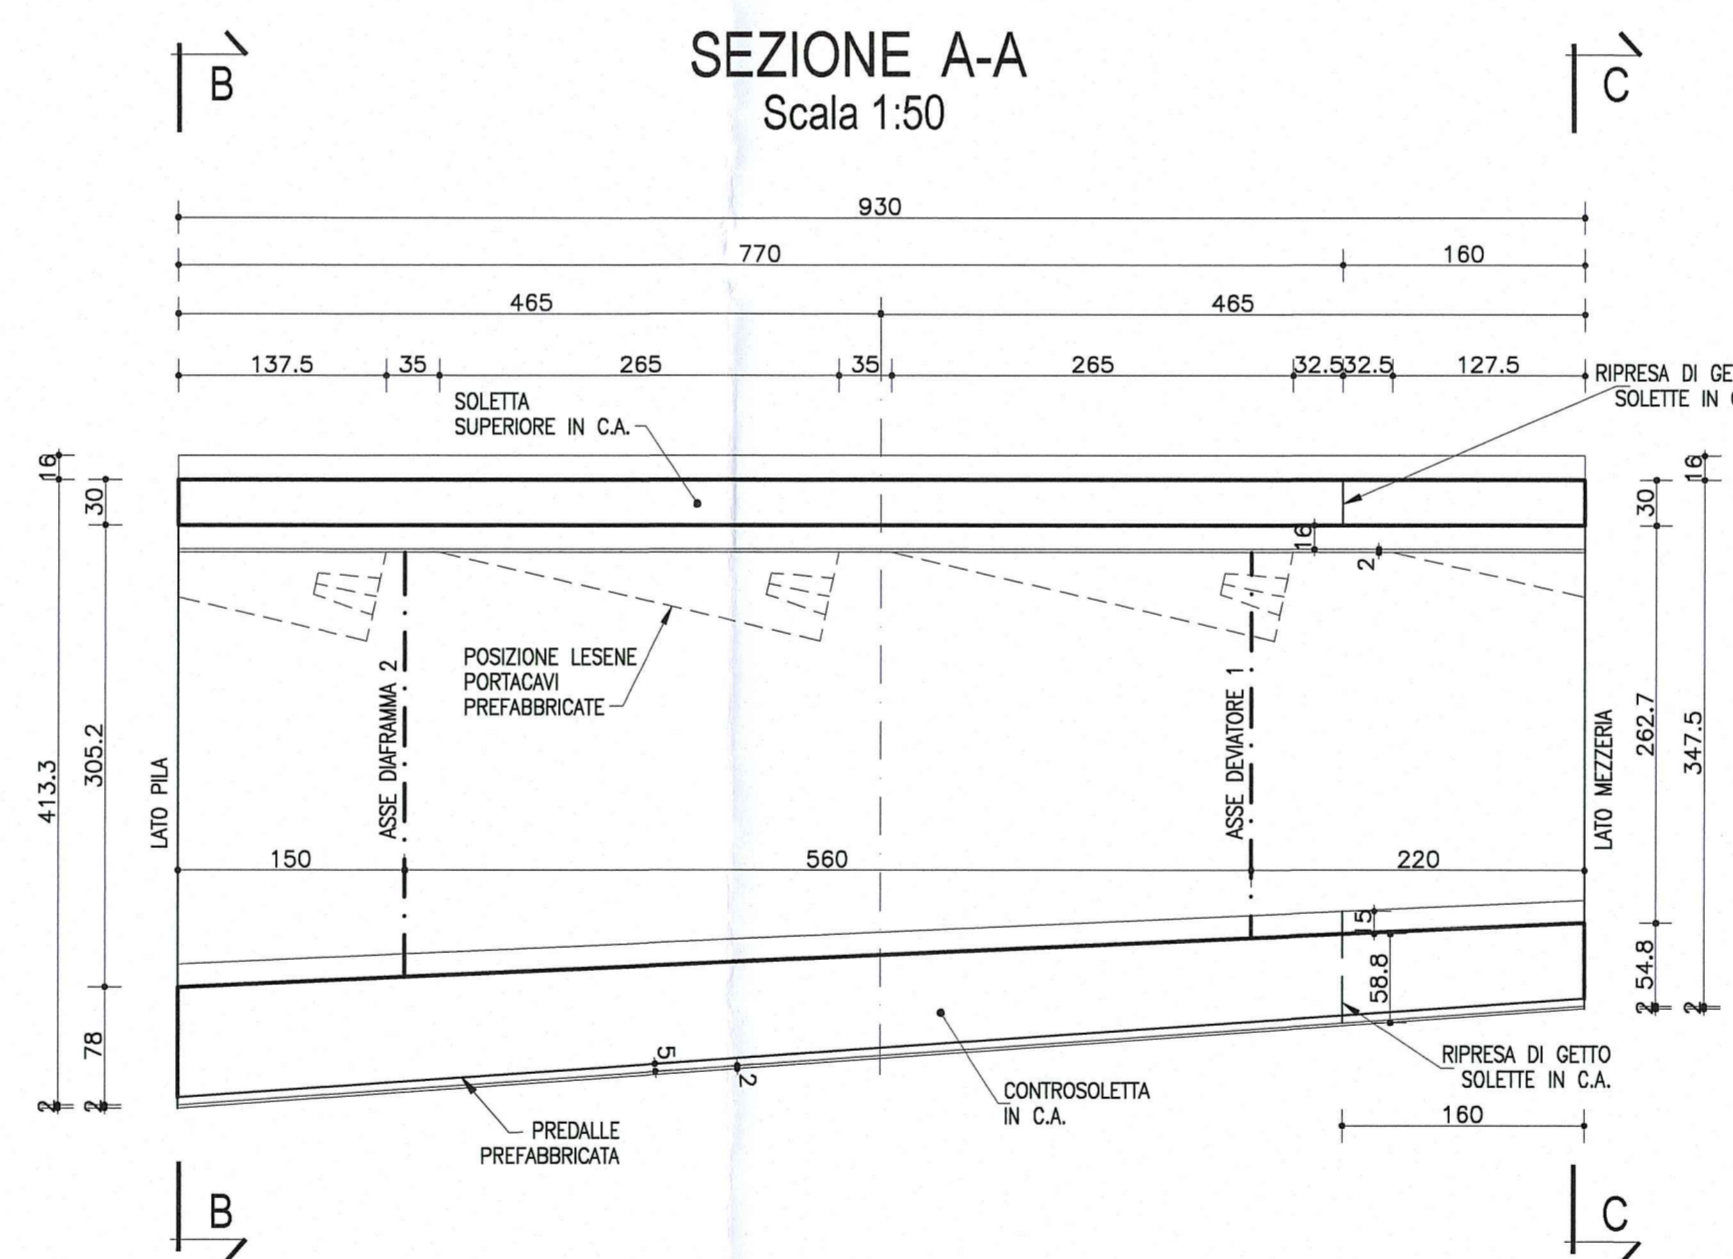 SEZIONE A-A
Scala 1:50
B
C
930
770
160
465
465
137.5
35
265
35
265
32.5
32.5
127.5
RIPRESA DI GE
SOLETTE IN
SOLETTA
SUPERIORE IN C.A.
16
30
16
30
16
2
POSIZIONE LESENE
PORTACAVI
PREFABBRICATE
ASSE DIAFRAMMA 2
ASSE DEVIATORE 1
LATO PILA
LATO MEZZERIA
413.3
305.2
262.7
347.5
150
560
220
15
58.8
54.8
78
2
2
2
2
5
2
RIPRESA DI GETTO
SOLETTE IN C.A.
CONTROSOLETTA
IN C.A.
160
PREDALLE
PREFABBRICATA
B
C